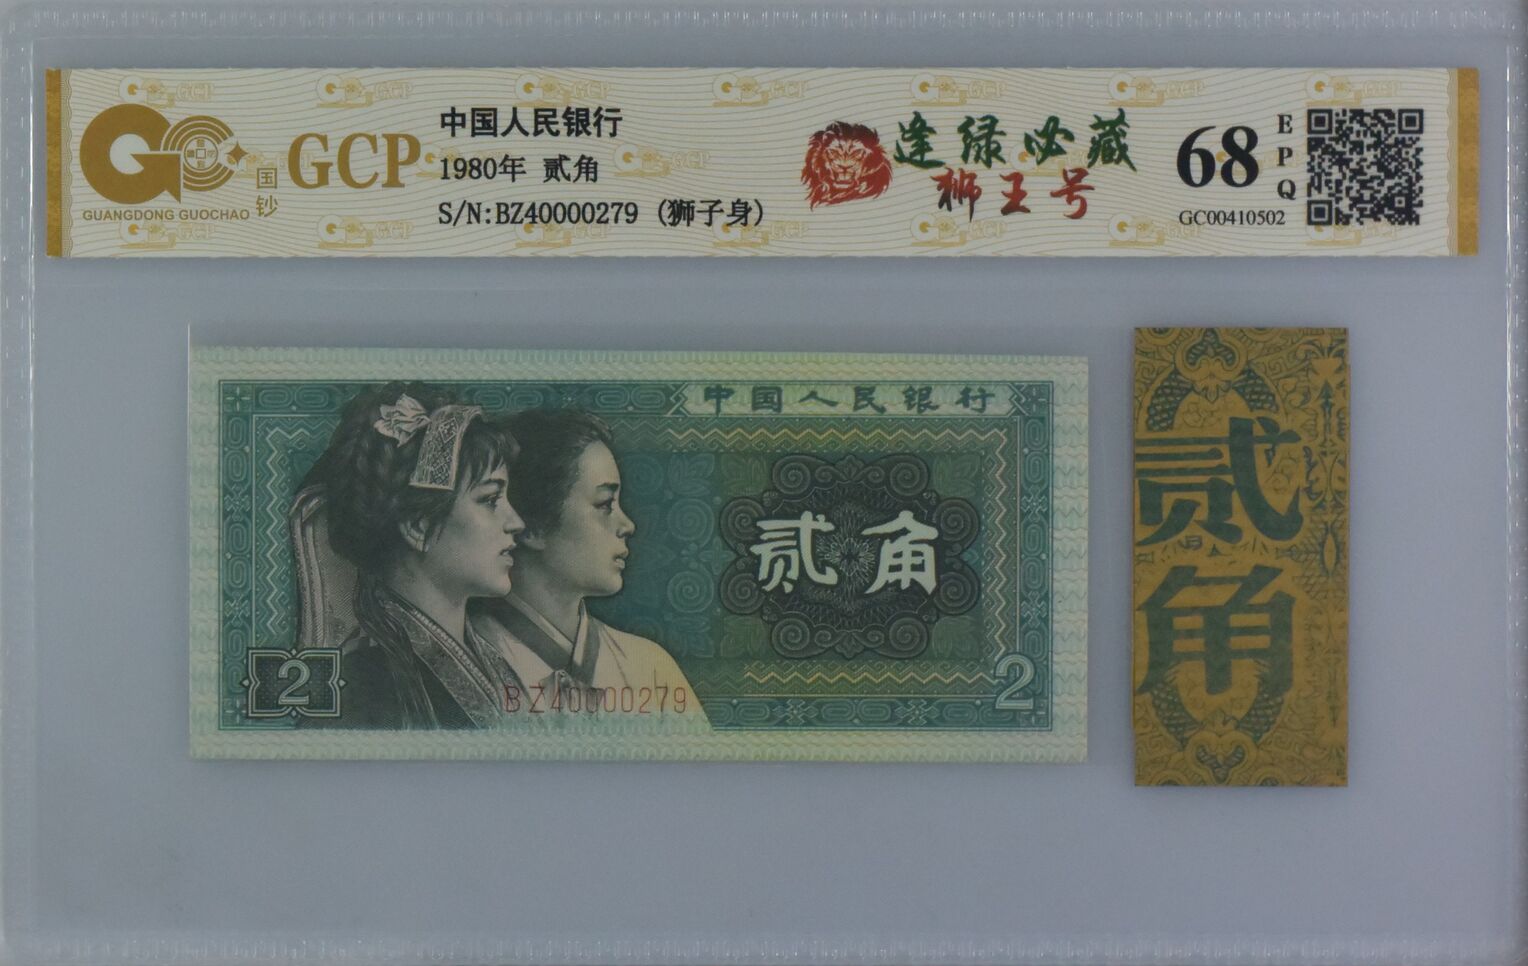 国钞
GUANGDONG GUOCHAO
GCP
中国人民银行
1980年 贰角
S/N:BZ40000279 (狮子身)
逢绿必藏
狮王号
68
EPQ
GC00410502
中国人民银行
贰角
2
BZ40000279
2
贰角